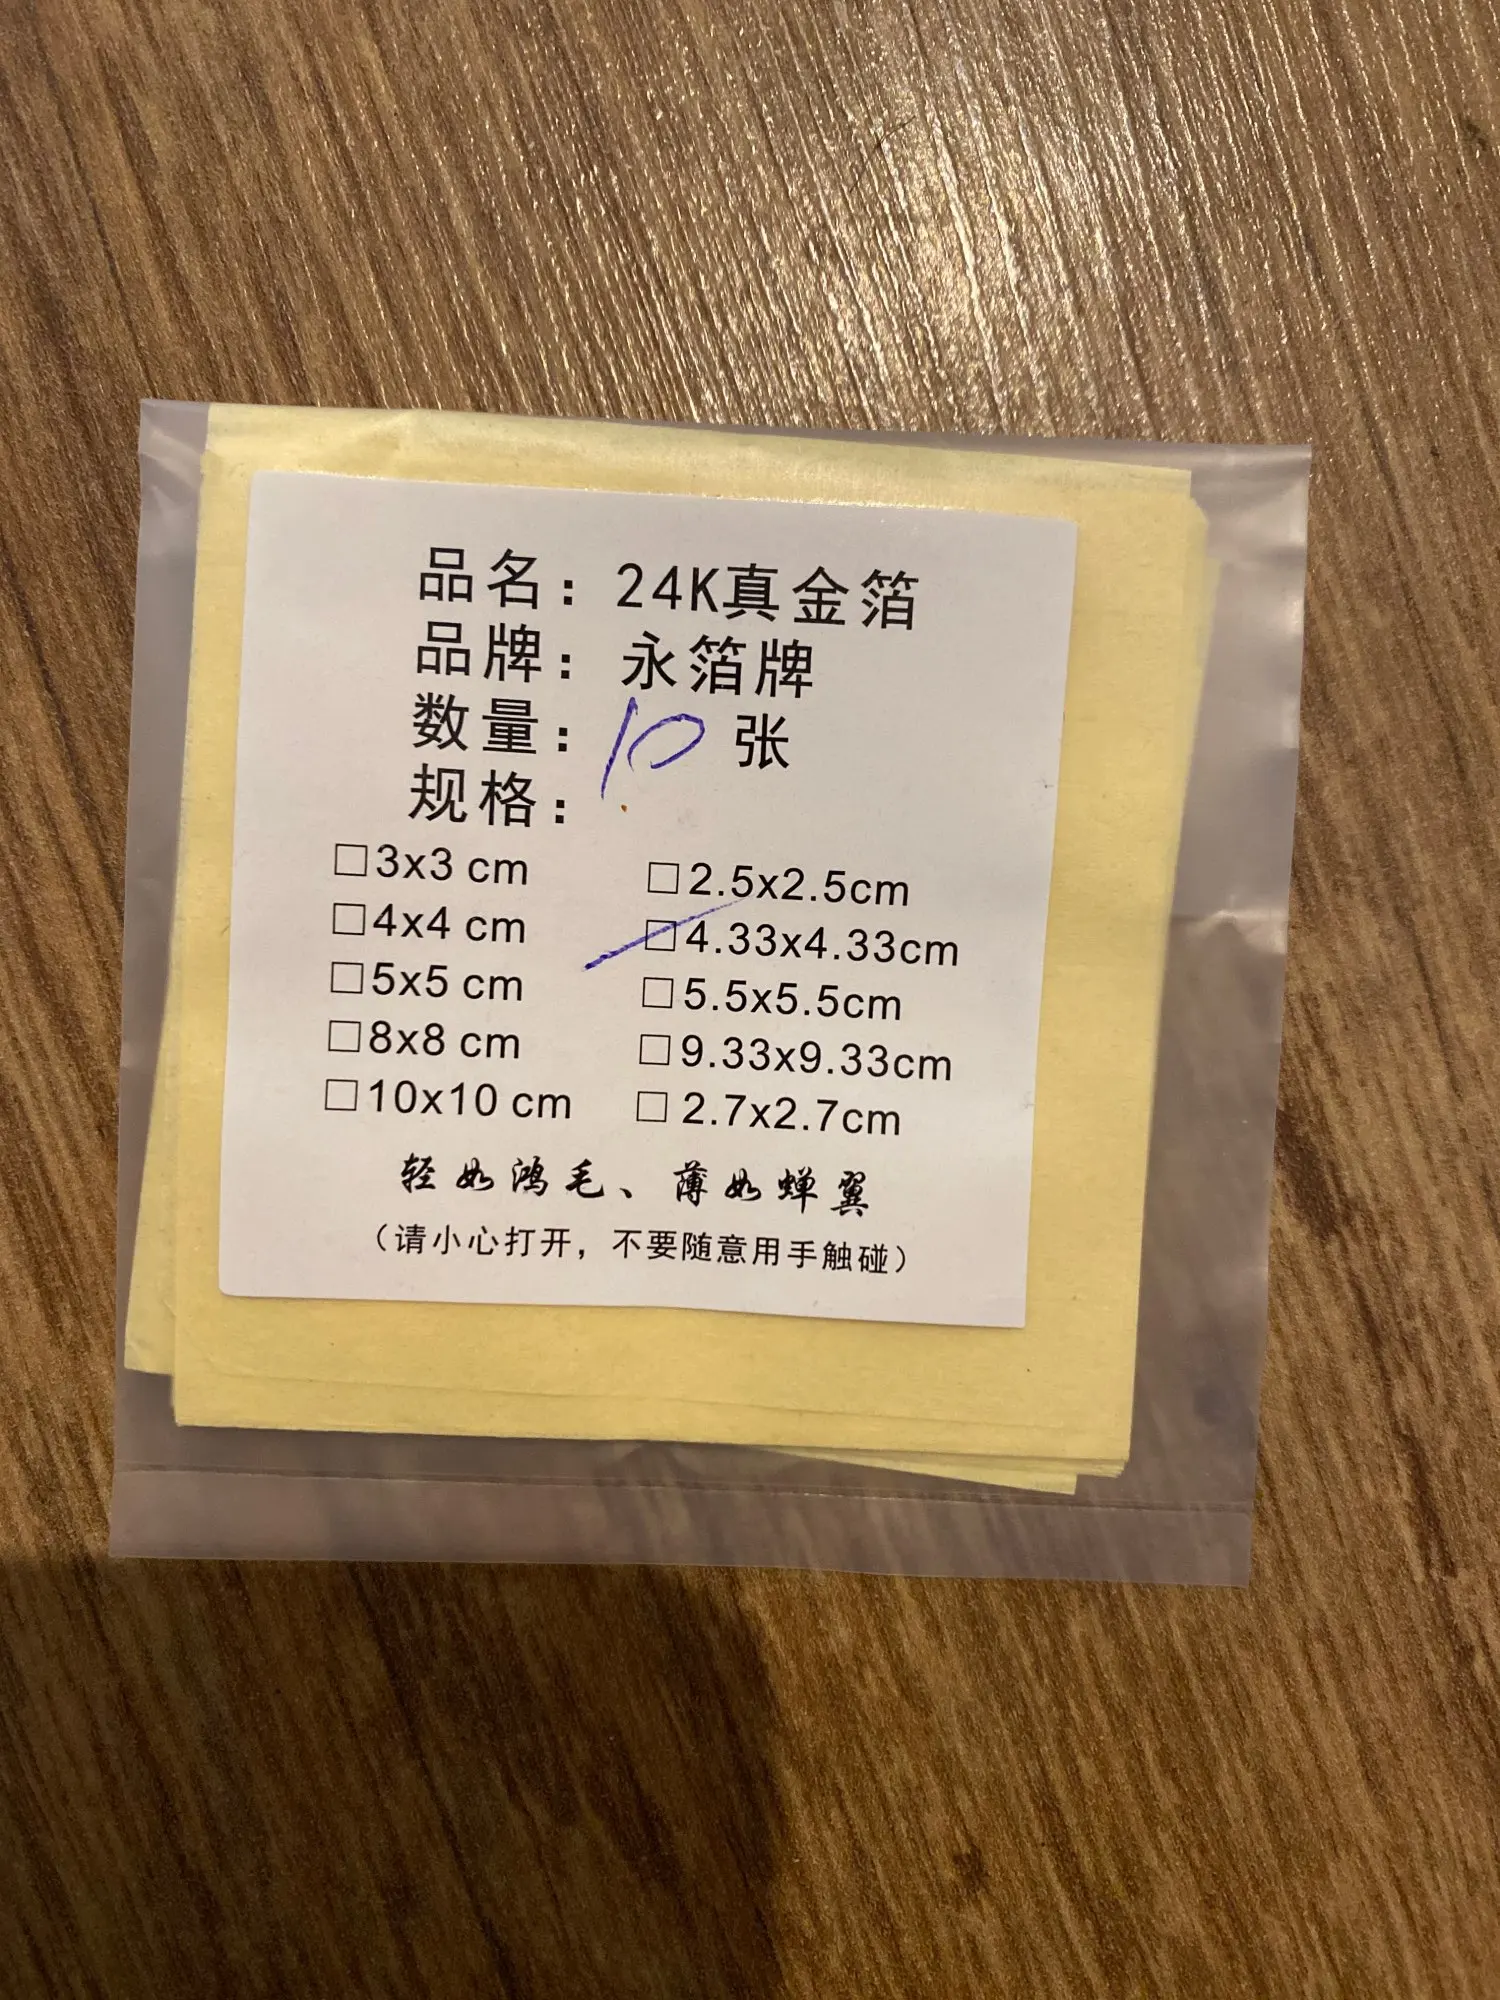 品名：24K真金箔
品牌：永箔牌
数量：10 张
规格：
□3x3 cm □2.5x2.5cm
□4x4 cm □4.33x4.33cm
□5x5 cm □5.5x5.5cm
□8x8 cm □9.33x9.33cm
□10x10 cm □2.7x2.7cm
轻如鸿毛、薄如蝉翼
（请小心打开，不要随意用手触碰）